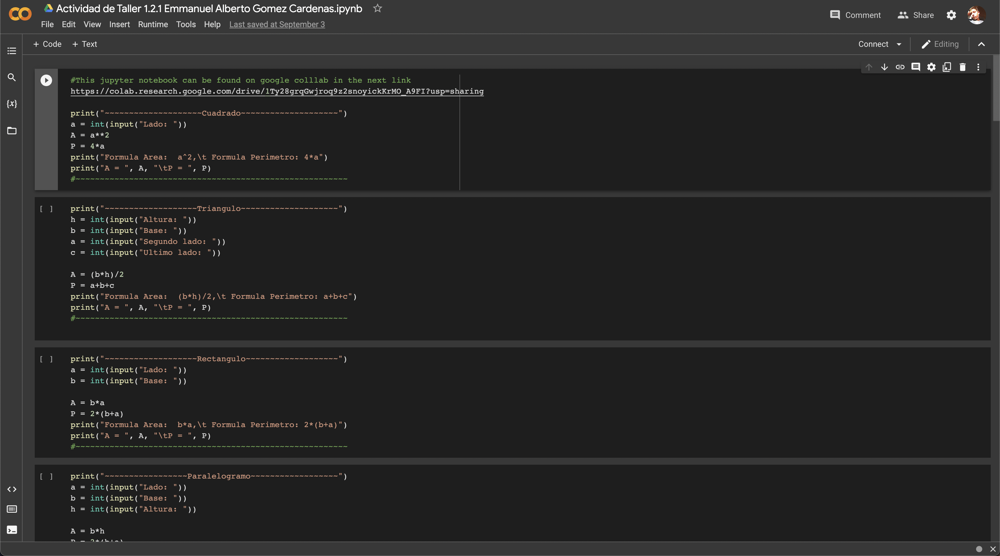 Actividad de Taller 1.2.1 Emmanuel Alberto Gomez Cardenas.ipynb
File Edit View Insert Runtime Tools Help Last saved at September 3
Comment Share
+ Code + Text
Connect Editing
#This jupyter notebook can be found on google colllab in the next link
https://colab.research.google.com/drive/1Ty28grqGwjroq9z2snoyickKrMO_A9FI?usp=sharing
print("~~~~~~~~~~~~~~~~~~~~Cuadrado~~~~~~~~~~~~~~~~~~~~")
a = int(input("Lado: "))
A = a**2
P = 4*a
print("Formula Area:  a^2,\t Formula Perimetro: 4*a")
print("A = ", A, "\tP = ", P)
#~~~~~~~~~~~~~~~~~~~~~~~~~~~~~~~~~~~~~~~~~~~~~~~~~~~~~~~~
[ ] print("~~~~~~~~~~~~~~~~~~~Triangulo~~~~~~~~~~~~~~~~~~~~")
h = int(input("Altura: "))
b = int(input("Base: "))
a = int(input("Segundo lado: "))
c = int(input("Ultimo lado: "))
A = (b*h)/2
P = a+b+c
print("Formula Area:  (b*h)/2,\t Formula Perimetro: a+b+c")
print("A = ", A, "\tP = ", P)
#~~~~~~~~~~~~~~~~~~~~~~~~~~~~~~~~~~~~~~~~~~~~~~~~~~~~~~~~
[ ] print("~~~~~~~~~~~~~~~~~~~Rectangulo~~~~~~~~~~~~~~~~~~~")
a = int(input("Lado: "))
b = int(input("Base: "))
A = b*a
P = 2*(b+a)
print("Formula Area:  b*a,\t Formula Perimetro: 2*(b+a)")
print("A = ", A, "\tP = ", P)
#~~~~~~~~~~~~~~~~~~~~~~~~~~~~~~~~~~~~~~~~~~~~~~~~~~~~~~~~
[ ] print("~~~~~~~~~~~~~~~~~Paralelogramo~~~~~~~~~~~~~~~~~~")
a = int(input("Lado: "))
b = int(input("Base: "))
h = int(input("Altura: "))
A = b*h
P = 2*(b+a)